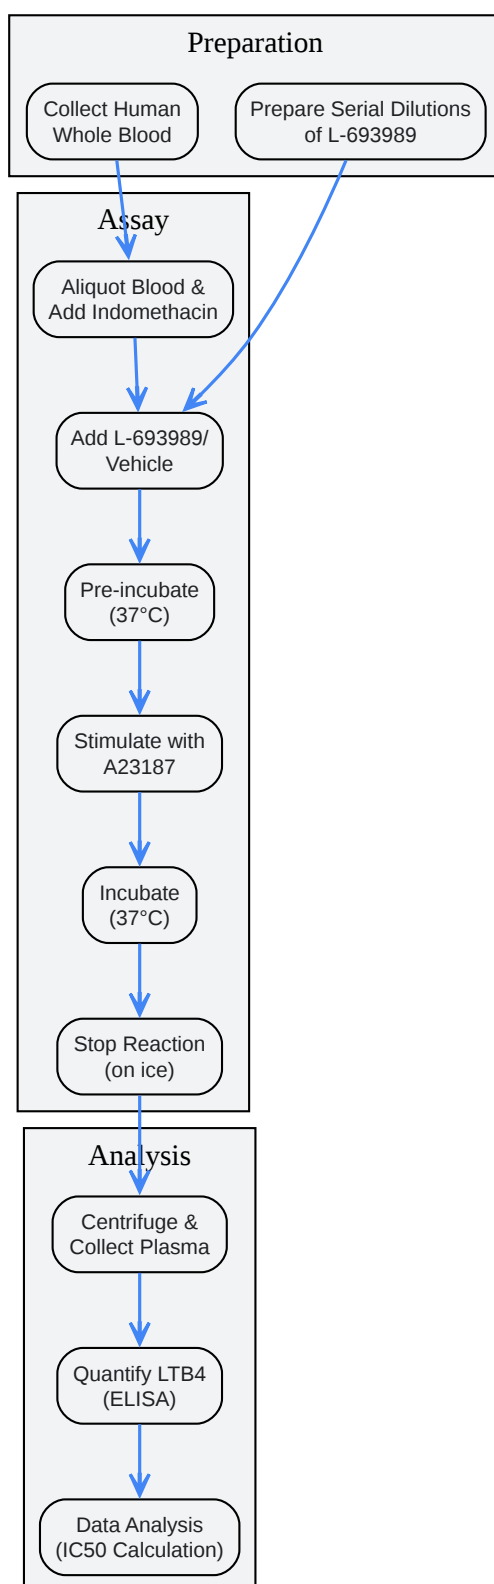 Preparation
Collect Human
Whole Blood
Prepare Serial Dilutions
of L-693989
Assay
Aliquot Blood &
Add Indomethacin
Add L-693989/
Vehicle
Pre-incubate
(37°C)
Stimulate with
A23187
Incubate
(37°C)
Stop Reaction
(on ice)
Analysis
Centrifuge &
Collect Plasma
Quantify LTB4
(ELISA)
Data Analysis
(IC50 Calculation)